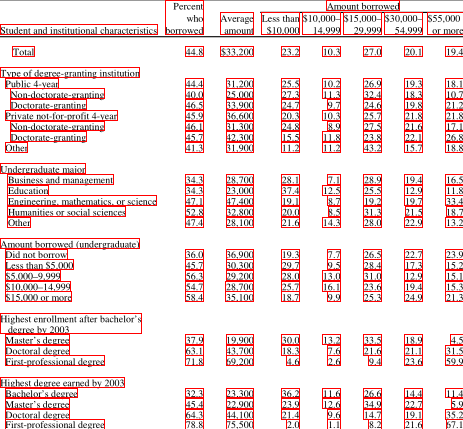 Percent Amount borrowed
who Average Less than $10,000– $15,000– $30,000– $55,000
Student and institutional characteristics borrowed amount $10,000 14,999 29,999 54,999 or more
Total 44.8 $33,200 23.2 10.3 27.0 20.1 19.4
Type of degree-granting institution
Public 4-year 44.4 31,200 25.5 10.2 26.9 19.3 18.1
Non-doctorate-granting 40.0 25,000 27.3 11.3 32.4 18.3 10.7
Doctorate-granting 46.5 33,900 24.7 9.7 24.6 19.8 21.2
Private not-for-profit 4-year 45.9 36,600 20.3 10.3 25.7 21.8 21.8
Non-doctorate-granting 46.1 31,300 24.8 8.9 27.5 21.6 17.1
Doctorate-granting 45.7 42,300 15.5 11.8 23.8 22.1 26.8
Other 41.3 31,900 11.2 11.2 43.2 15.7 18.8
Undergraduate major
Business and management 34.3 28,700 28.1 7.1 28.9 19.4 16.5
Education 34.3 23,000 37.4 12.5 25.5 12.9 11.8
Engineering, mathematics, or science 47.1 47,400 19.1 8.7 19.2 19.7 33.4
Humanities or social sciences 52.8 32,800 20.0 8.5 31.3 21.5 18.7
Other 47.4 28,100 21.6 14.3 28.0 22.9 13.2
Amount borrowed (undergraduate)
Did not borrow 36.0 36,900 19.3 7.7 26.5 22.7 23.9
Less than $5,000 45.7 30,300 29.7 9.5 28.4 17.3 15.2
$5,000–9,999 56.3 29,200 28.0 13.0 31.0 12.9 15.1
$10,000–14,999 54.7 28,700 25.7 16.1 23.6 19.4 15.3
$15,000 or more 58.4 35,100 18.7 9.9 25.3 24.9 21.3
Highest enrollment after bachelor's
degree by 2003
Master's degree 37.9 19,900 30.0 13.2 33.5 18.9 4.5
Doctoral degree 63.1 43,700 18.3 7.6 21.6 21.1 31.5
First-professional degree 71.8 69,200 4.6 2.6 9.4 23.6 59.9
Highest degree earned by 2003
Bachelor's degree 32.3 23,300 36.2 11.6 26.6 14.4 11.4
Master's degree 45.4 22,900 23.9 12.6 34.9 22.7 5.9
Doctoral degree 64.3 44,100 21.4 9.6 14.7 19.1 35.2
First-professional degree 78.8 75,500 2.0 1.1 8.2 21.6 67.1